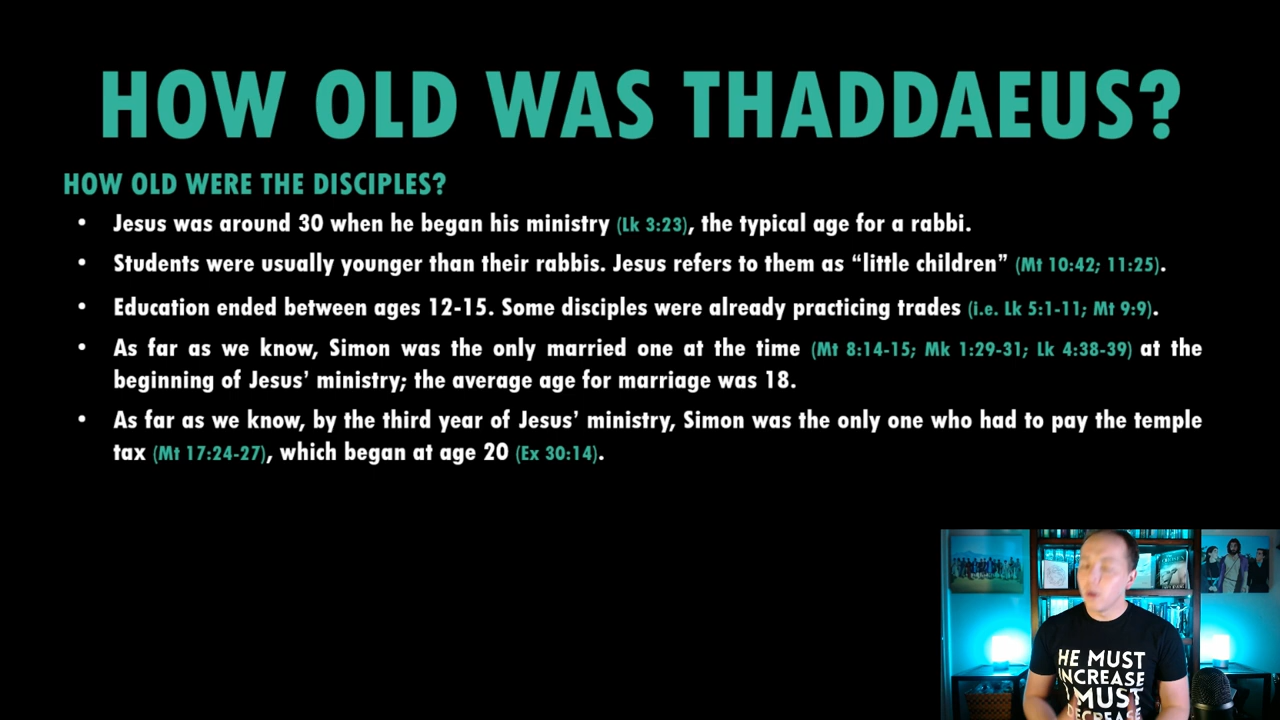 HOW OLD WAS THADDAEUS?
HOW OLD WERE THE DISCIPLES?
• Jesus was around 30 when he began his ministry (Lk 3:23), the typical age for a rabbi.
• Students were usually younger than their rabbis. Jesus refers to them as “little children” (Mt 10:42; 11:25).
• Education ended between ages 12-15. Some disciples were already practicing trades (i.e. Lk 5:1-11; Mt 9:9).
• As far as we know, Simon was the only married one at the time (Mt 8:14-15; Mk 1:29-31; Lk 4:38-39) at the
beginning of Jesus’ ministry; the average age for marriage was 18.
• As far as we know, by the third year of Jesus’ ministry, Simon was the only one who had to pay the temple
tax (Mt 17:24-27), which began at age 20 (Ex 30:14).
HE MUST
INCREASE
I MUST
DECREASE